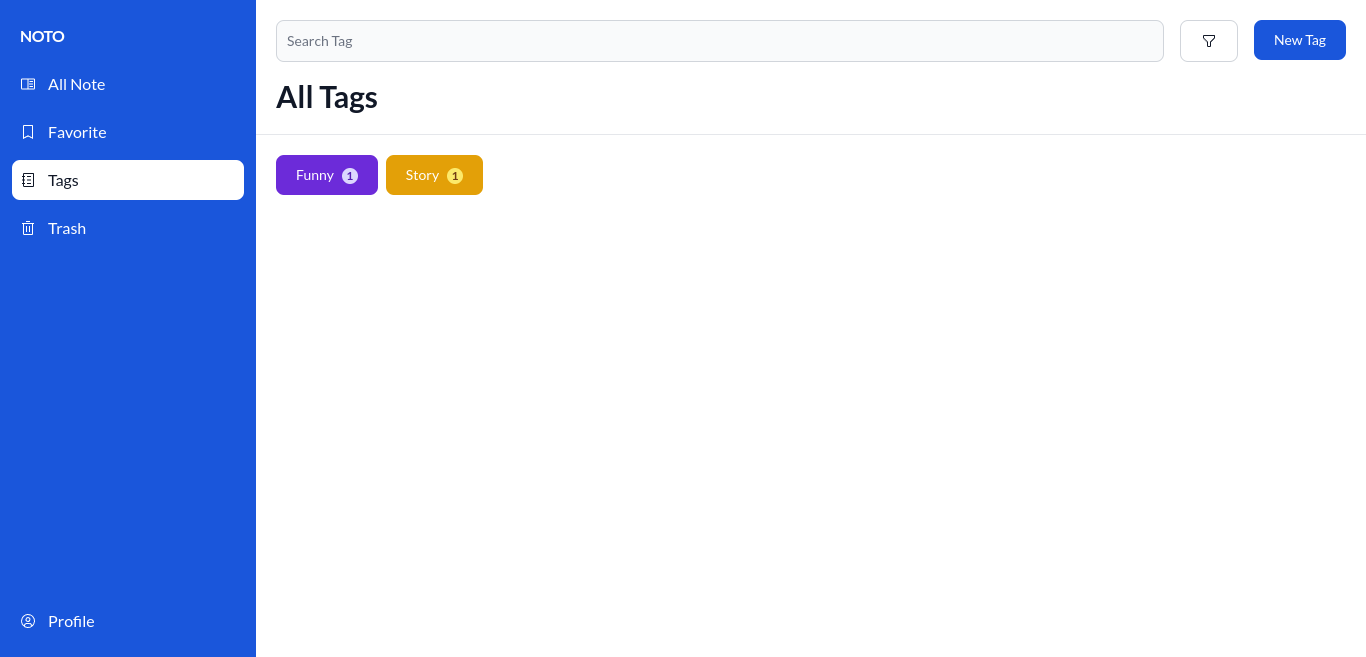 NOTO
All Note
Favorite
Tags
Trash
Profile
Search Tag
New Tag
All Tags
Funny 1
Story 1